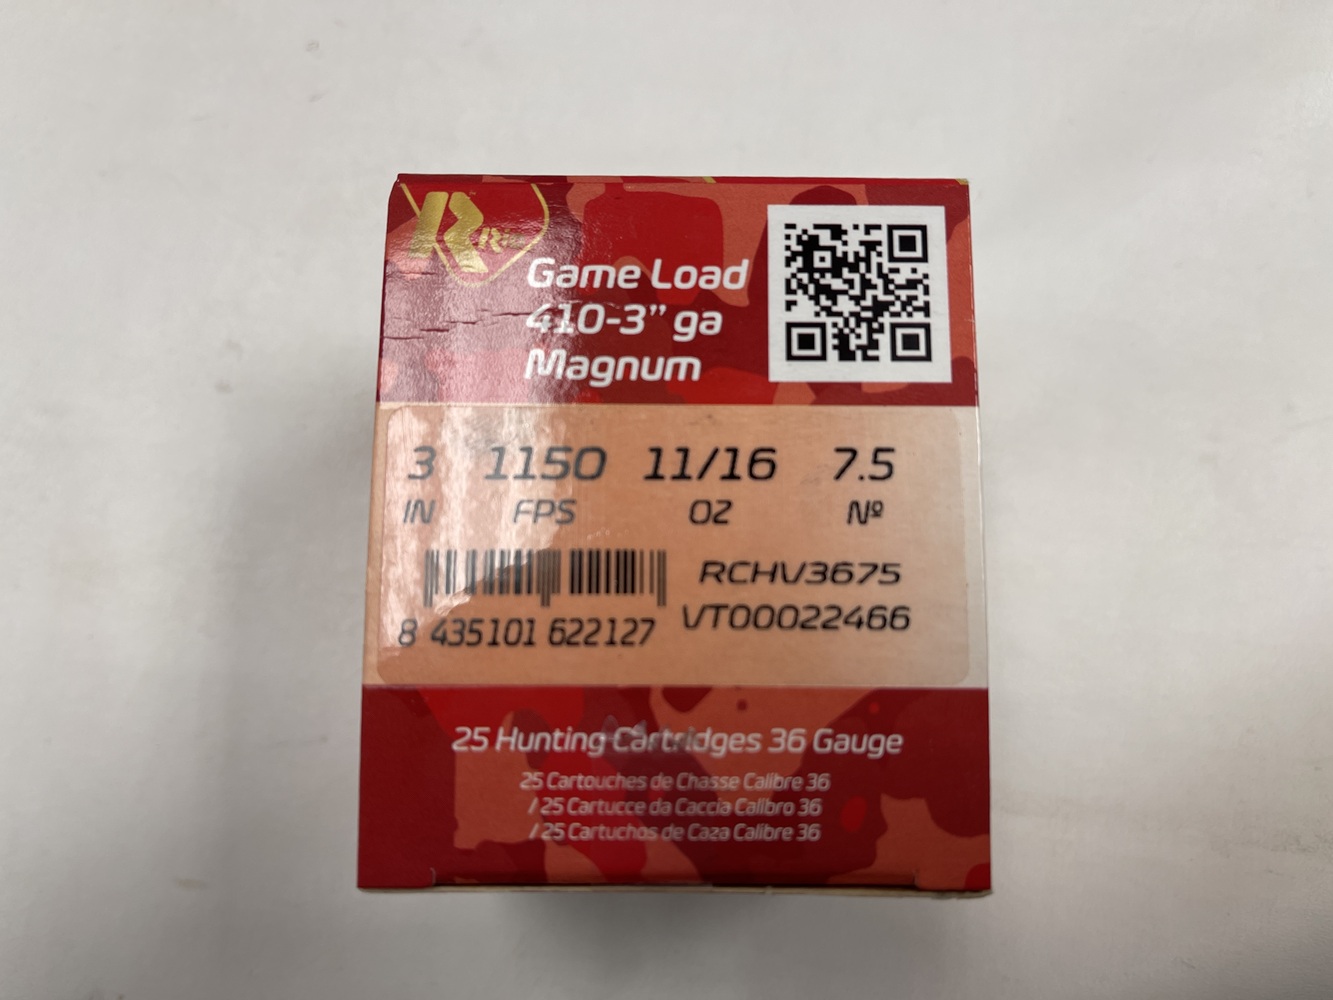 Game Load
410-3" ga
Magnum
3 1150 11/16 7.5
IN FPS OZ Nº
RCHV3675
VT00022466
8 435101 622127
25 Hunting Cartridges 36 Gauge
25 Cartouches de Chasse Calibre 36
/ 25 Cartucce da Caccia Calibro 36
/ 25 Cartuchos de Caza Calibre 36